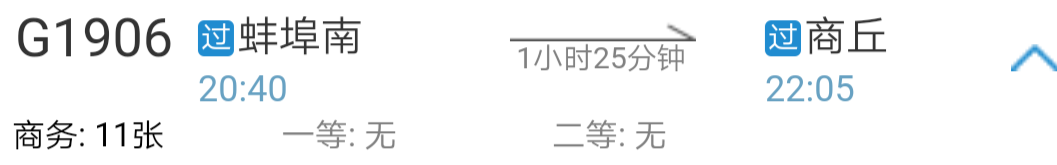 G1906 过 蚌埠南 过 商丘
1小时25分钟
20:40 22:05
商务: 11张 一等: 无 二等: 无